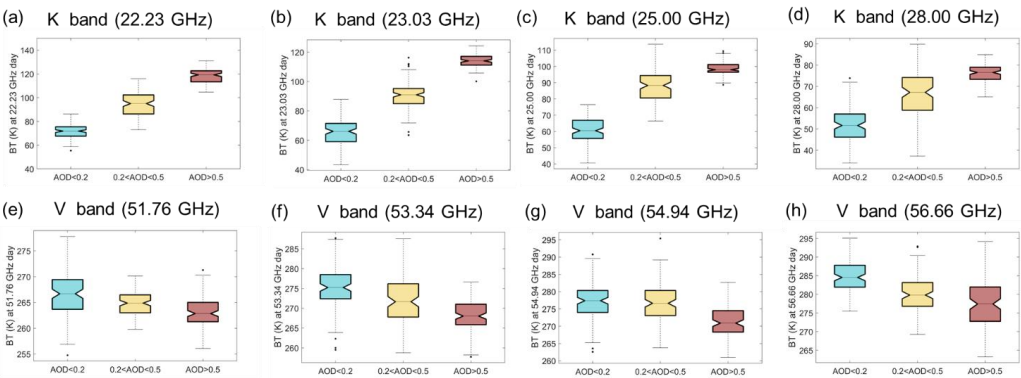 (a) K band (22.23 GHz)
BT (K) at 22.23 GHz day
140
120
100
80
60
40
AOD<0.2 0.2<AOD<0.5 AOD>0.5
(b) K band (23.03 GHz)
BT (K) at 23.03 GHz day
120
100
80
60
40
AOD<0.2 0.2<AOD<0.5 AOD>0.5
(c) K band (25.00 GHz)
BT (K) at 25.00 GHz day
110
100
90
80
70
60
50
40
AOD<0.2 0.2<AOD<0.5 AOD>0.5
(d) K band (28.00 GHz)
BT (K) at 28.00 GHz day
90
80
70
60
50
40
AOD<0.2 0.2<AOD<0.5 AOD>0.5
(e) V band (51.76 GHz)
BT (K) at 51.76 GHz day
275
270
265
260
255
AOD<0.2 0.2<AOD<0.5 AOD>0.5
(f) V band (53.34 GHz)
BT (K) at 53.34 GHz day
285
280
275
270
265
260
AOD<0.2 0.2<AOD<0.5 AOD>0.5
(g) V band (54.94 GHz)
BT (K) at 54.94 GHz day
295
290
285
280
275
270
265
260
AOD<0.2 0.2<AOD<0.5 AOD>0.5
(h) V band (56.66 GHz)
BT (K) at 56.66 GHz day
295
290
285
280
275
270
265
AOD<0.2 0.2<AOD<0.5 AOD>0.5